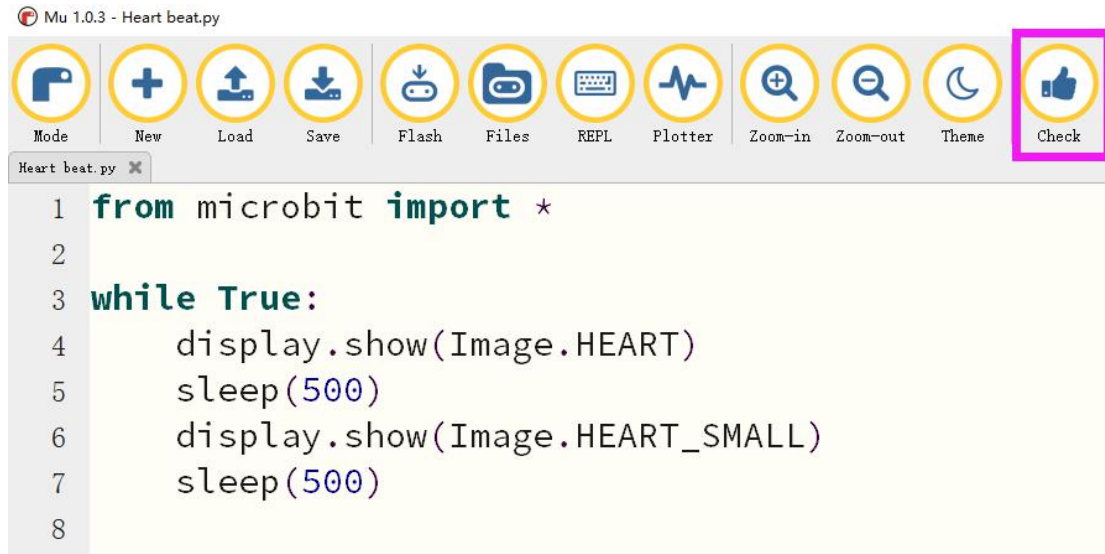 Mu 1.0.3 - Heart beat.py
Mode New Load Save Flash Files REPL Plotter Zoom-in Zoom-out Theme Check
Heart beat.py
1 from microbit import *
2
3 while True:
4     display.show(Image.HEART)
5     sleep(500)
6     display.show(Image.HEART_SMALL)
7     sleep(500)
8